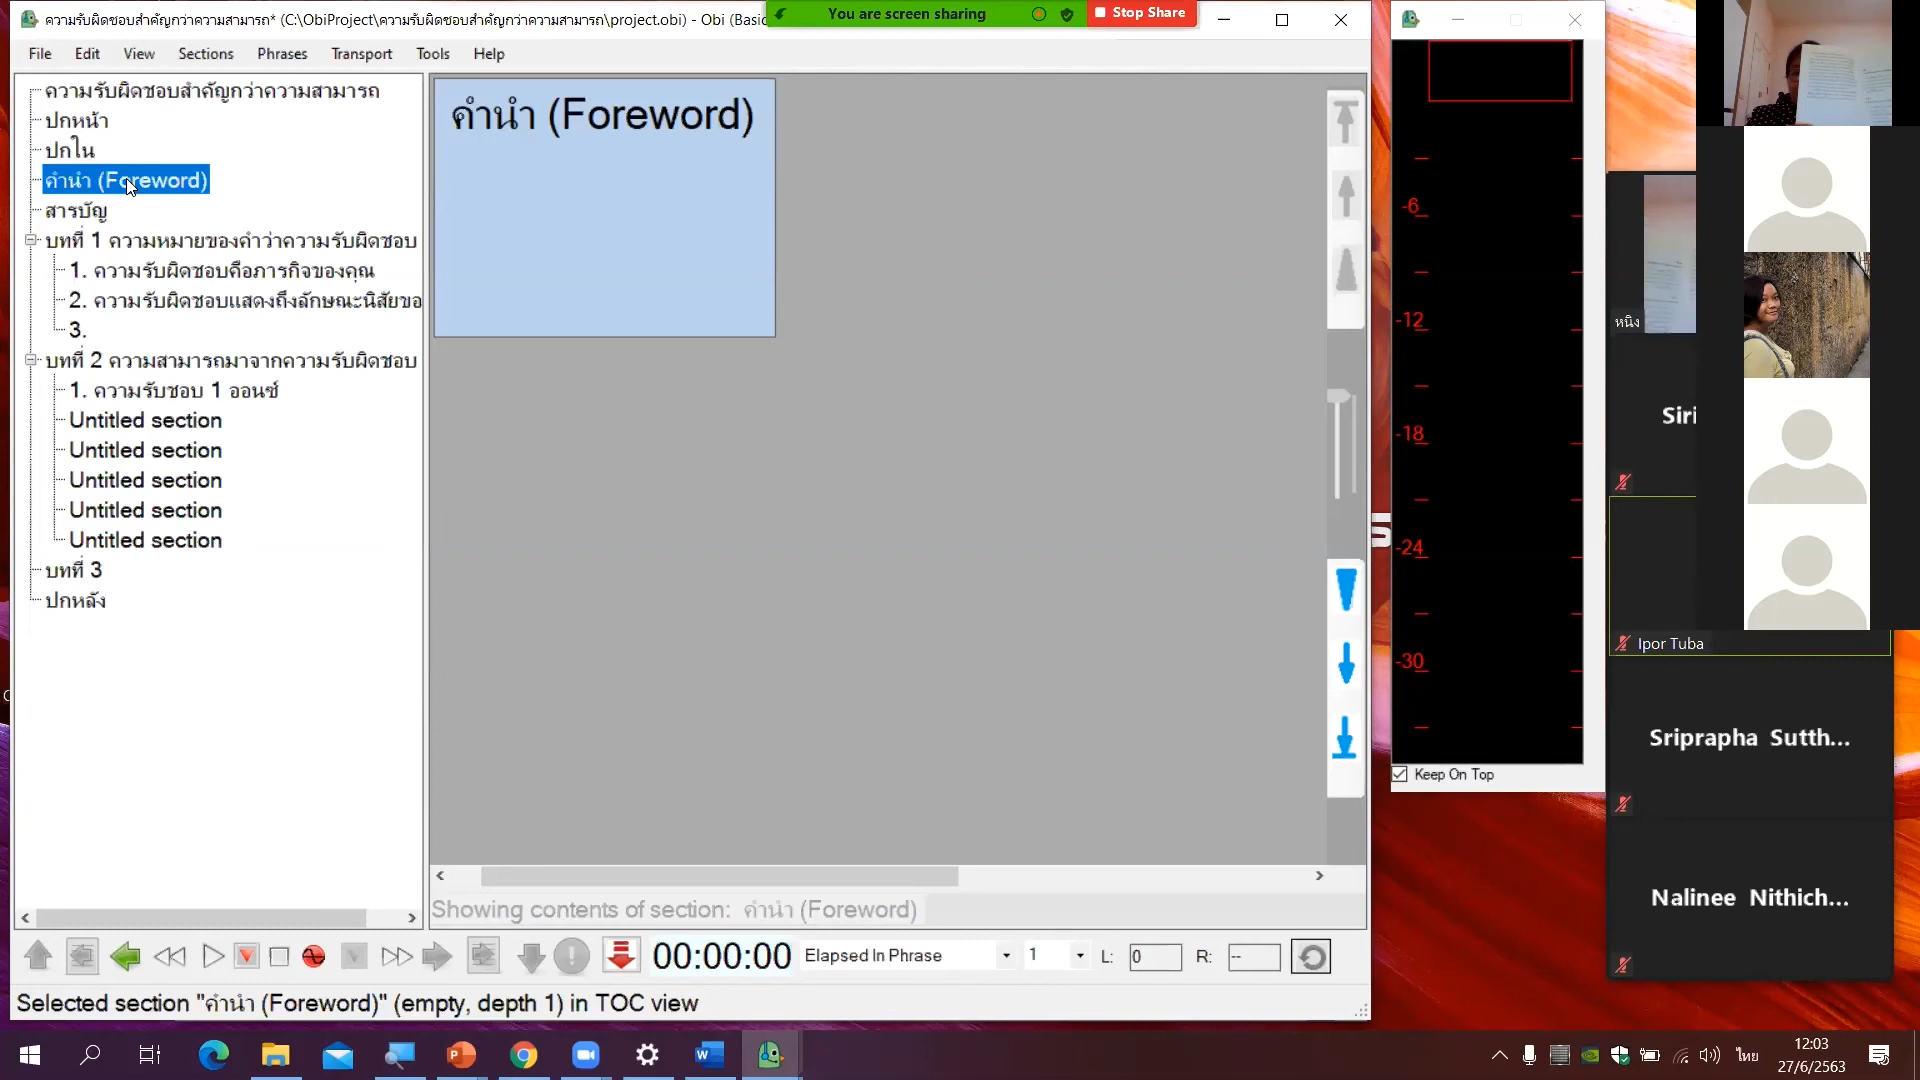 ความรับผิดชอบสำคัญกว่าความสามารถ* (C:\ObiProject\ความรับผิดชอบสำคัญกว่าความสามารถ\project.obi) - Obi (Basic
You are screen sharing
Stop Share
File Edit View Sections Phrases Transport Tools Help
ความรับผิดชอบสำคัญกว่าความสามารถ
ปกหน้า
ปกใน
คำนำ (Foreword)
สารบัญ
บทที่ 1 ความหมายของคำว่าความรับผิดชอบ
1. ความรับผิดชอบคือภารกิจของคุณ
2. ความรับผิดชอบแสดงถึงลักษณะนิสัยขอ
3.
บทที่ 2 ความสามารถมาจากความรับผิดชอบ
1. ความรับชอบ 1 ออนซ์
Untitled section
Untitled section
Untitled section
Untitled section
Untitled section
บทที่ 3
ปกหลัง
คำนำ (Foreword)
Showing contents of section: คำนำ (Foreword)
00:00:00 Elapsed In Phrase 1 L: 0 R: --
Selected section "คำนำ (Foreword)" (empty, depth 1) in TOC view
-6
-12
-18
-24
-30
Keep On Top
หนิง
Siri
Ipor Tuba
Sriprapha Sutth...
Nalinee Nithich...
ไทย
12:03
27/6/2563